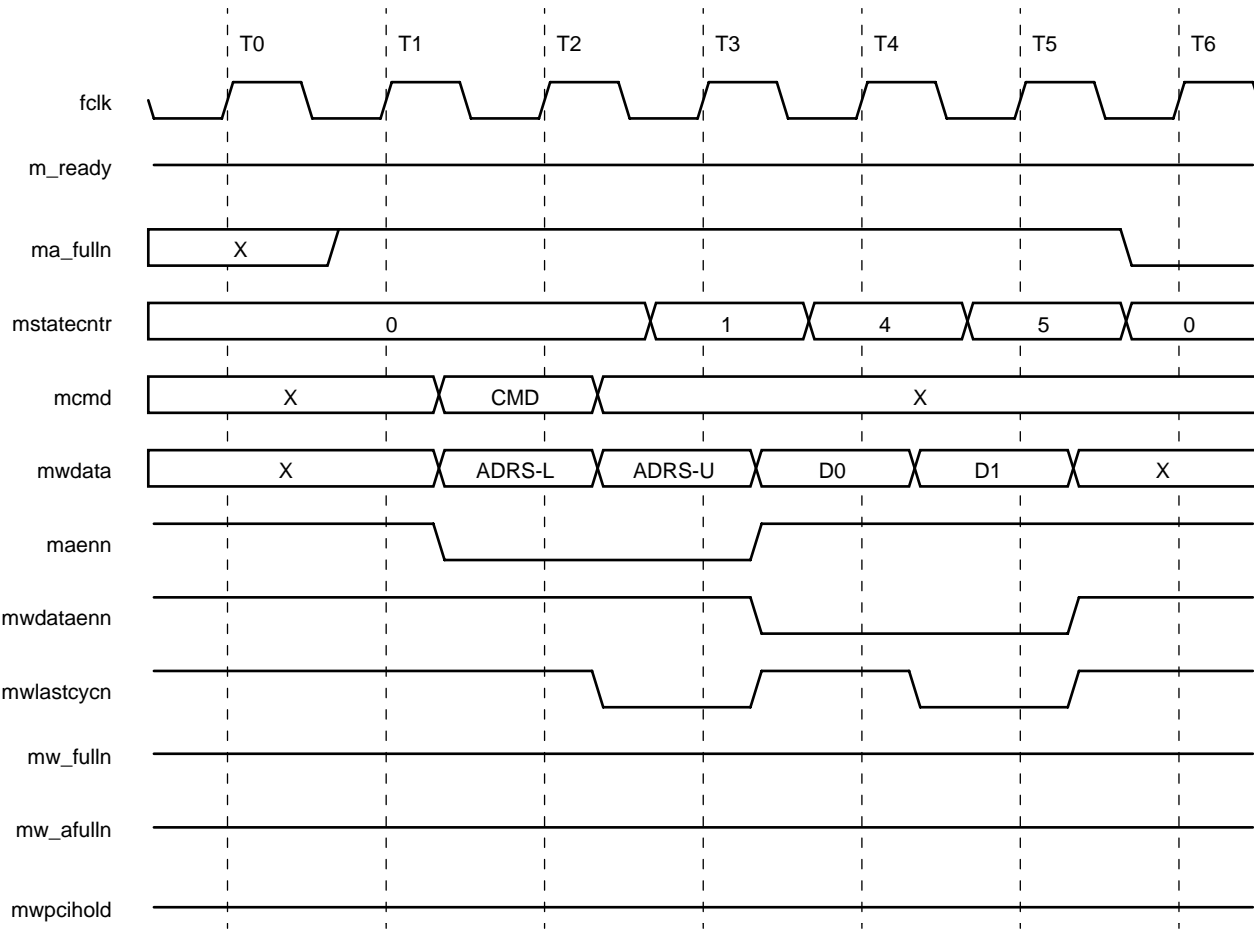 T0 T1 T2 T3 T4 T5 T6
fclk
m_ready
ma_fulln X
mstatecntr 0 1 4 5 0
mcmd X CMD X
mwdata X ADRS-L ADRS-U D0 D1 X
maenn
mwdataenn
mwlastcycn
mw_fulln
mw_afulln
mwpcihold